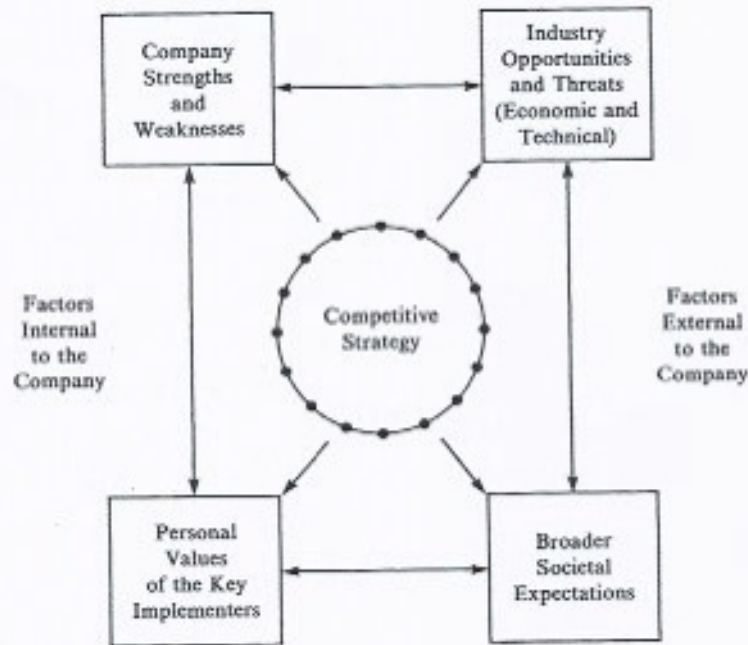 Company
Strengths
and
Weaknesses
Industry
Opportunities
and Threats
(Economic and
Technical)
Factors
Internal
to the
Company
Competitive
Strategy
Factors
External
to the
Company
Personal
Values
of the Key
Implementers
Broader
Societal
Expectations